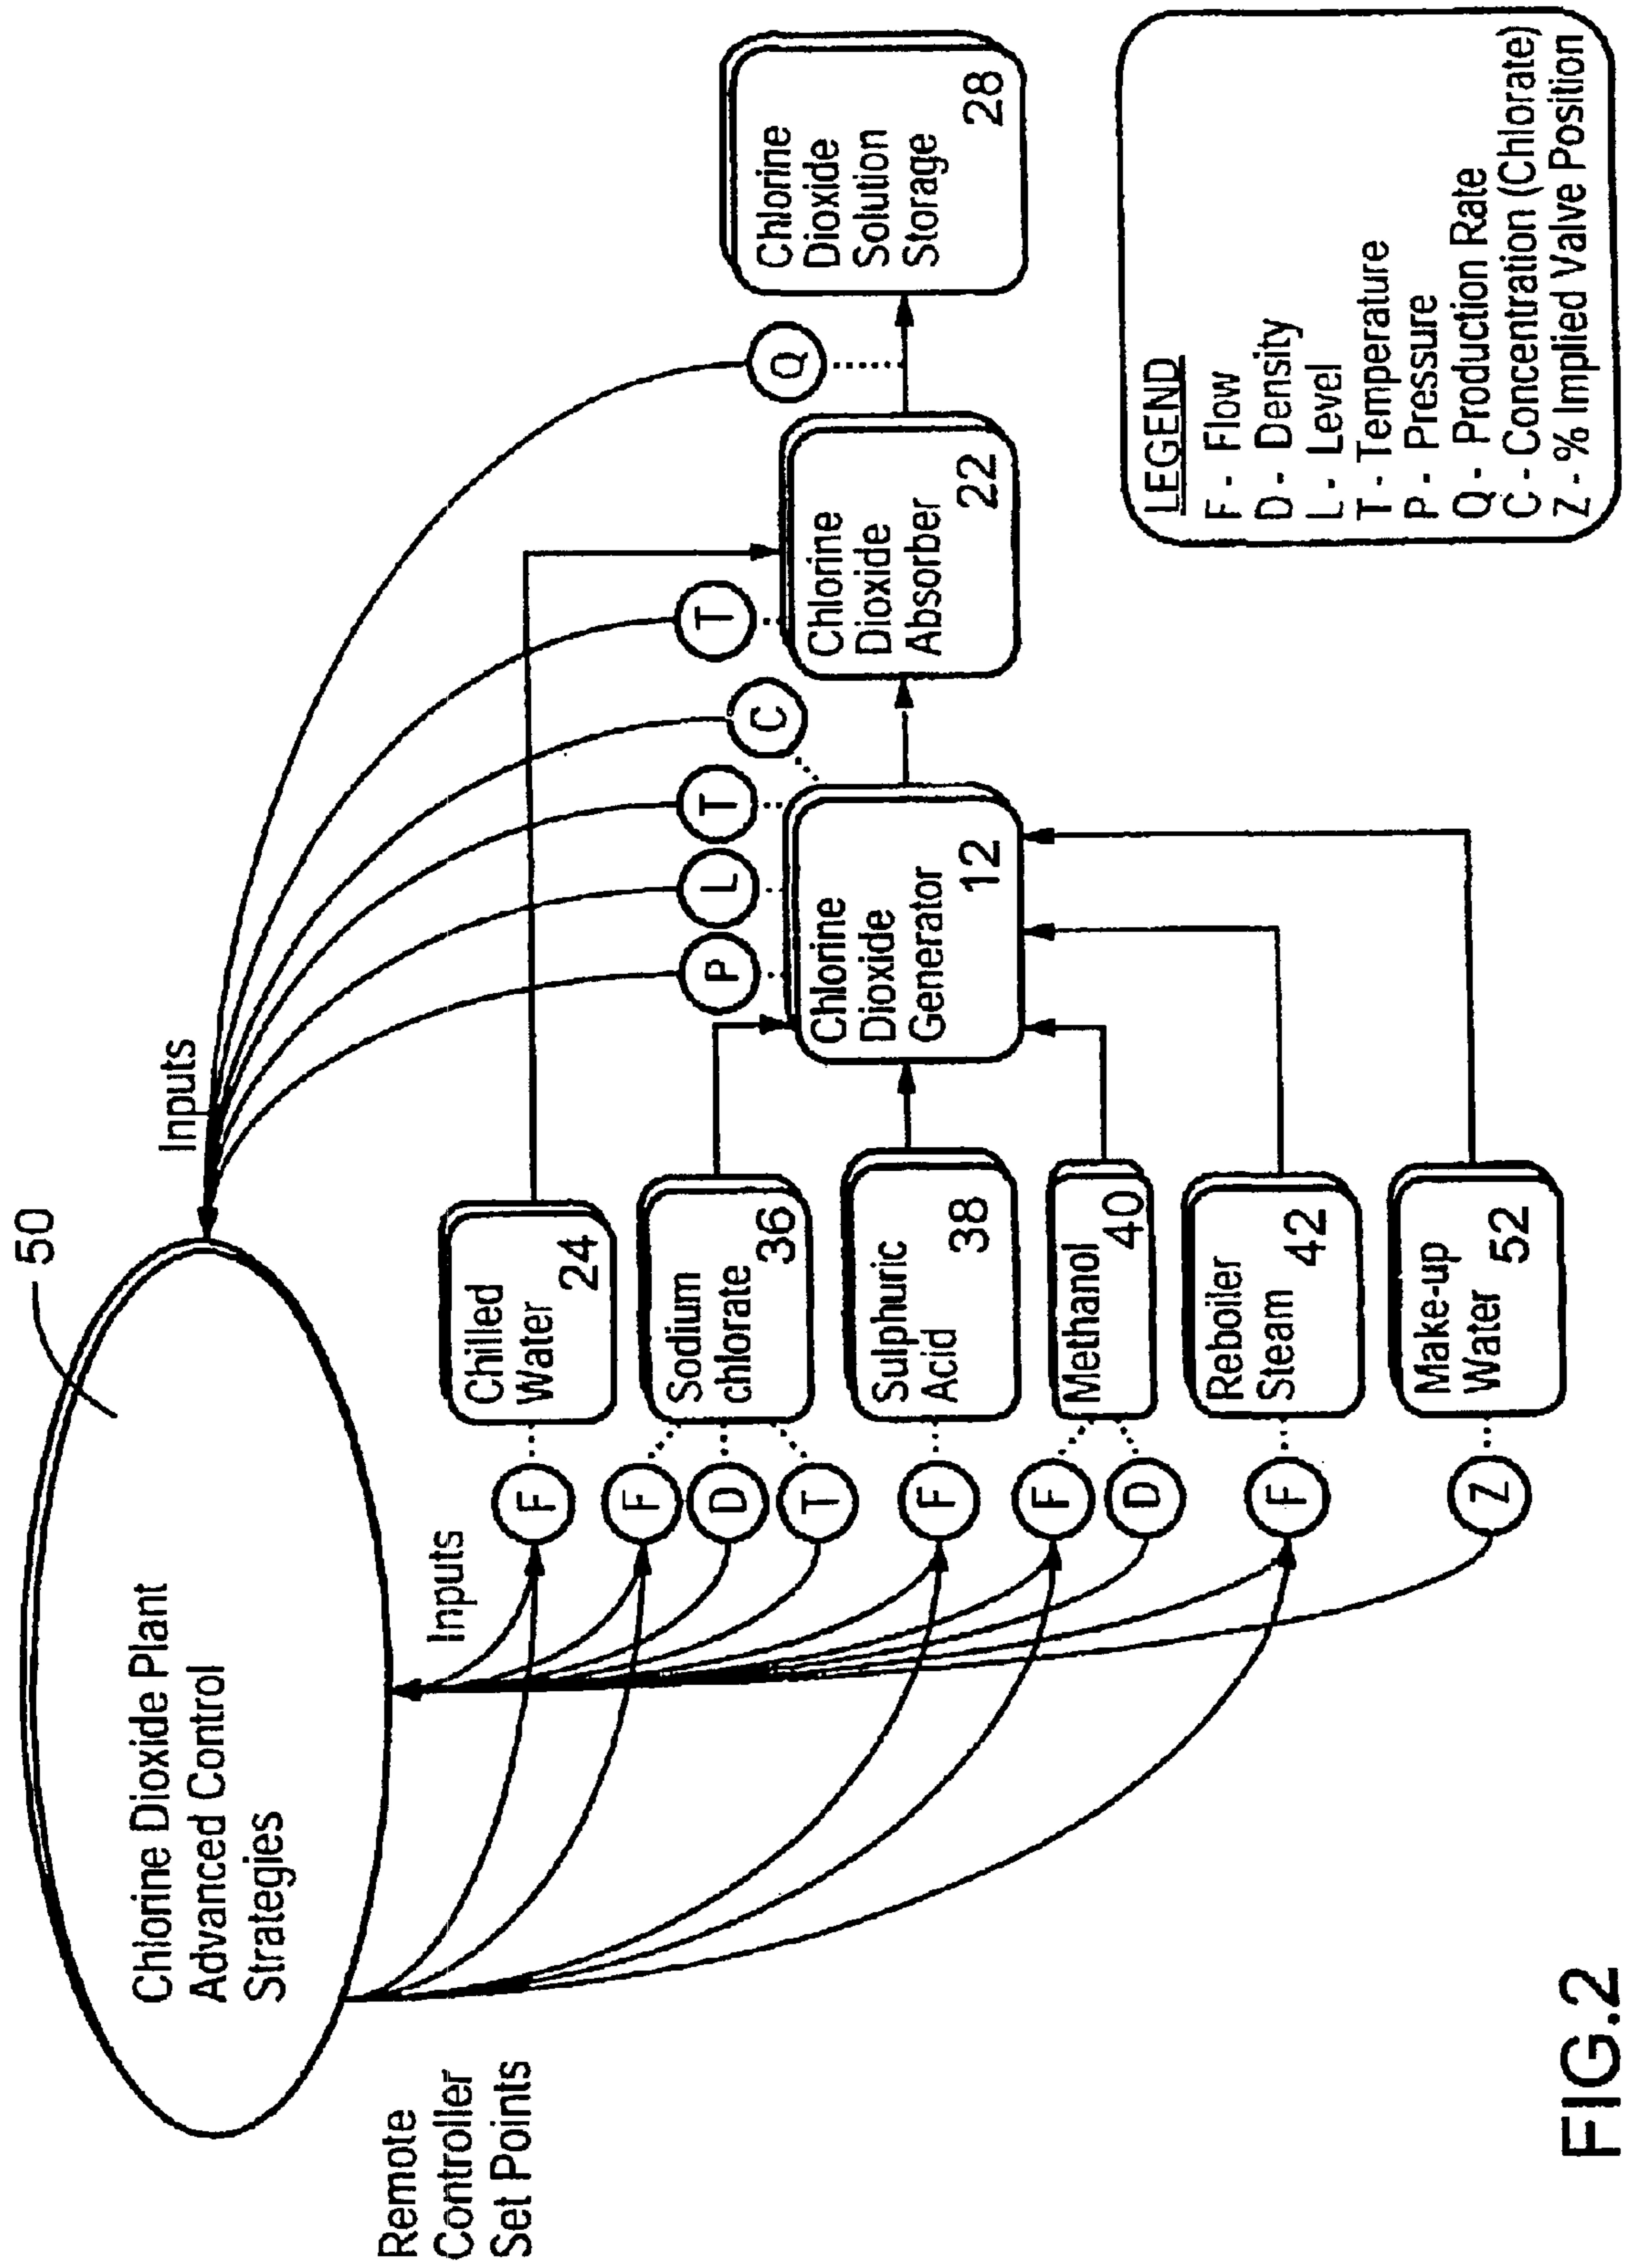 50
Chlorine Dioxide Plant
Advanced Control
Strategies
Inputs
Remote
Controller
Set Points
Inputs
F
F
D
T
F
F
D
F
Z
Chilled
Water
24
Sodium
chlorate
36
Sulphuric
Acid
38
Methanol
40
Reboiler
Steam
42
Make-up
Water 52
P
L
T
C
T
Q
Chlorine
Dioxide
Generator
12
Chlorine
Dioxide
Absorber
22
Chlorine
Dioxide
Solution
Storage
28
LEGEND
F - Flow
D - Density
L - Level
T - Temperature
P - Pressure
Q - Production Rate
C - Concentration (Chlorate)
Z - % Implied Valve Position
FIG.2